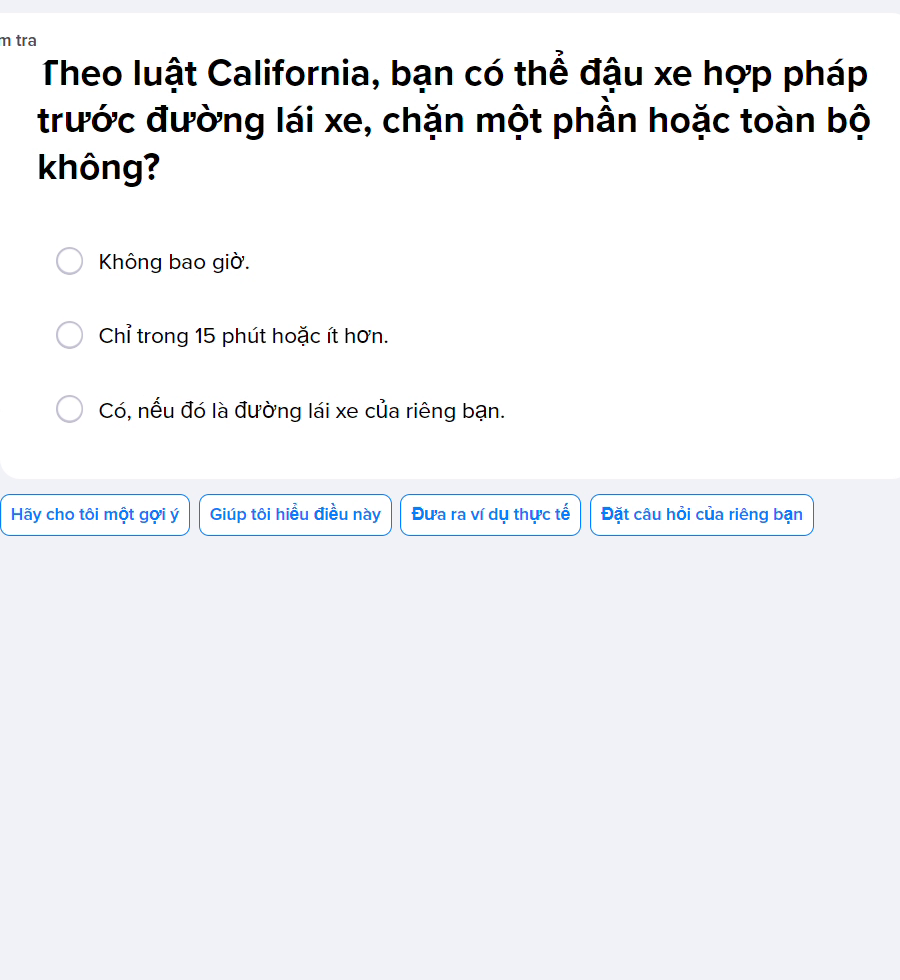 m tra
Theo luật California, bạn có thể đậu xe hợp pháp
trước đường lái xe, chặn một phần hoặc toàn bộ
không?
Không bao giờ.
Chỉ trong 15 phút hoặc ít hơn.
Có, nếu đó là đường lái xe của riêng bạn.
Hãy cho tôi một gợi ý
Giúp tôi hiểu điều này
Đưa ra ví dụ thực tế
Đặt câu hỏi của riêng bạn